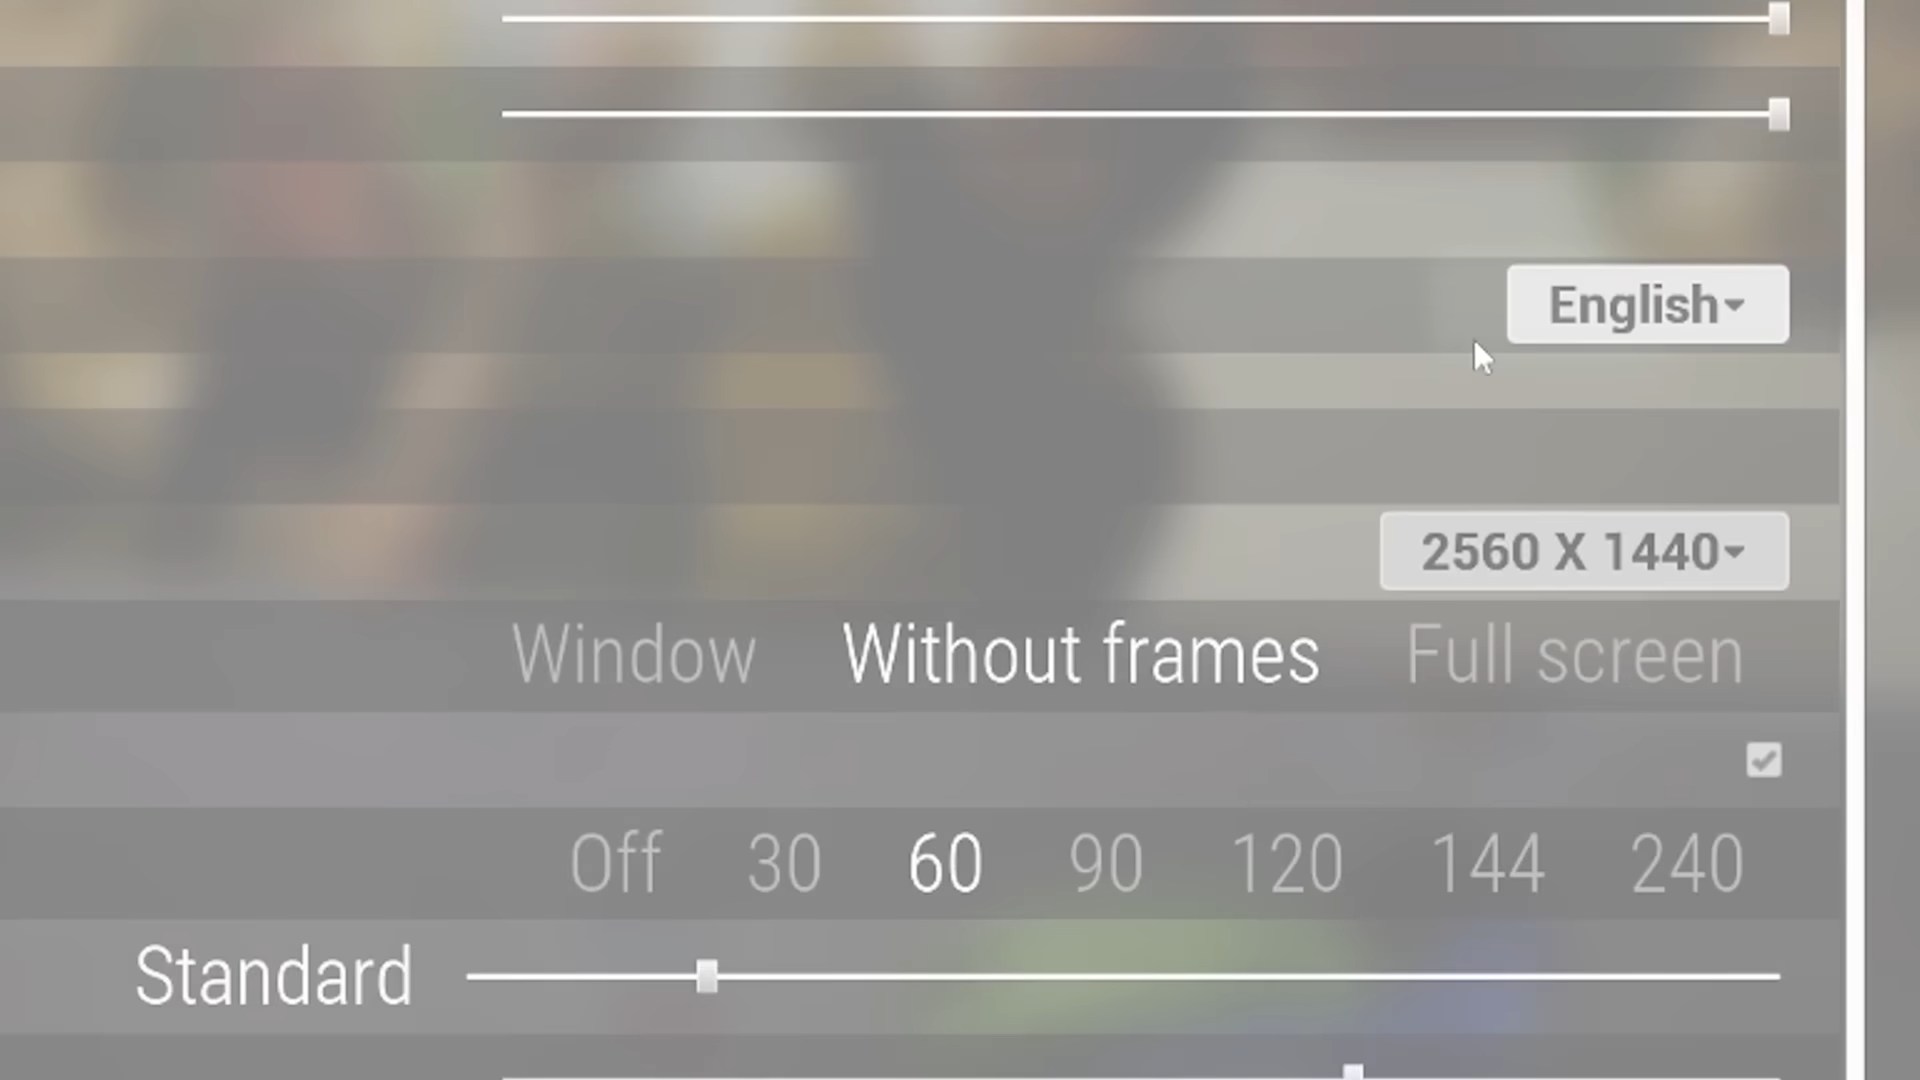 English
2560 X 1440
Window Without frames Full screen
Off 30 60 90 120 144 240
Standard